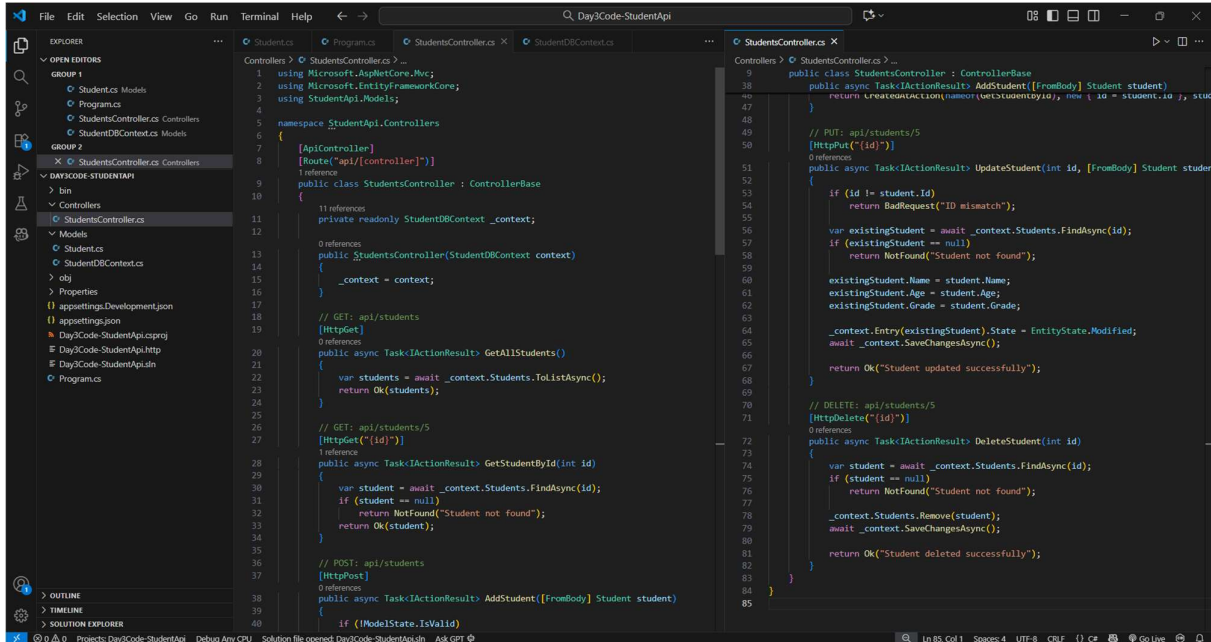 File Edit Selection View Go Run Terminal Help
Day3Code-StudentApi
EXPLORER
OPEN EDITORS
GROUP 1
Student.cs Models
Program.cs
StudentsController.cs Controllers
StudentDBContext.cs Models
GROUP 2
StudentsController.cs Controllers
DAY3CODE-STUDENTAPI
bin
Controllers
StudentsController.cs
Models
Student.cs
StudentDBContext.cs
obj
Properties
appsettings.Development.json
appsettings.json
Day3Code-StudentApi.csproj
Day3Code-StudentApi.http
Day3Code-StudentApi.sln
Program.cs
OUTLINE
TIMELINE
SOLUTION EXPLORER
Student.cs Program.cs StudentsController.cs StudentDBContext.cs
Controllers > StudentsController.cs > ...
1 using Microsoft.AspNetCore.Mvc;
2 using Microsoft.EntityFrameworkCore;
3 using StudentApi.Models;
4
5 namespace StudentApi.Controllers
6 {
7 [ApiController]
8 [Route("api/[controller]")]
1 reference
9 public class StudentsController : ControllerBase
10 {
11 references
11 private readonly StudentDBContext _context;
12
0 references
13 public StudentsController(StudentDBContext context)
14 {
15 _context = context;
16 }
17
18 // GET: api/students
19 [HttpGet]
0 references
20 public async Task<IActionResult> GetAllStudents()
21 {
22 var students = await _context.Students.ToListAsync();
23 return Ok(students);
24 }
25
26 // GET: api/students/5
27 [HttpGet("{id}")]
1 reference
28 public async Task<IActionResult> GetStudentById(int id)
29 {
30 var student = await _context.Students.FindAsync(id);
31 if (student == null)
32 return NotFound("Student not found");
33 return Ok(student);
34 }
35
36 // POST: api/students
37 [HttpPost]
0 references
38 public async Task<IActionResult> AddStudent([FromBody] Student student)
39 {
40 if (!ModelState.IsValid)
StudentsController.cs
Controllers > StudentsController.cs > ...
9 public class StudentsController : ControllerBase
38 public async Task<IActionResult> AddStudent([FromBody] Student student)
46 return CreatedAtAction(nameof(GetStudentById), new { id = student.Id }, stud
47 }
48
49 // PUT: api/students/5
50 [HttpPut("{id}")]
0 references
51 public async Task<IActionResult> UpdateStudent(int id, [FromBody] Student studen
52 {
53 if (id != student.Id)
54 return BadRequest("ID mismatch");
55
56 var existingStudent = await _context.Students.FindAsync(id);
57 if (existingStudent == null)
58 return NotFound("Student not found");
59
60 existingStudent.Name = student.Name;
61 existingStudent.Age = student.Age;
62 existingStudent.Grade = student.Grade;
63
64 _context.Entry(existingStudent).State = EntityState.Modified;
65 await _context.SaveChangesAsync();
66
67 return Ok("Student updated successfully");
68 }
69
70 // DELETE: api/students/5
71 [HttpDelete("{id}")]
0 references
72 public async Task<IActionResult> DeleteStudent(int id)
73 {
74 var student = await _context.Students.FindAsync(id);
75 if (student == null)
76 return NotFound("Student not found");
77
78 _context.Students.Remove(student);
79 await _context.SaveChangesAsync();
80
81 return Ok("Student deleted successfully");
82 }
83 }
84 }
85
0 0 Projects: Day3Code-StudentApi Debug Any CPU Solution file opened: Day3Code-StudentApi.sln Ask GPT Ln 85, Col 1 Spaces: 4 UTF-8 CRLF {} C# Go Live